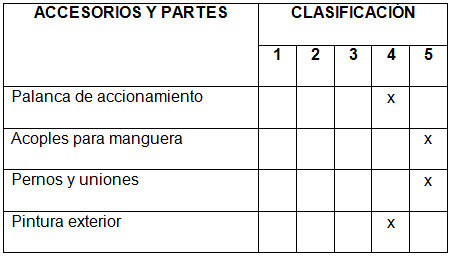 ACCESORIOS Y PARTES CLASIFICACIÓN
1 2 3 4 5
Palanca de accionamiento x
Acoples para manguera x
Pernos y uniones x
Pintura exterior x